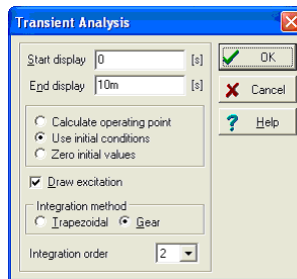 Transient Analysis
Start display 0 [s]
End display 10m [s]
Calculate operating point
Use initial conditions
Zero initial values
Draw excitation
Integration method
Trapezoidal Gear
Integration order 2
OK
Cancel
? Help